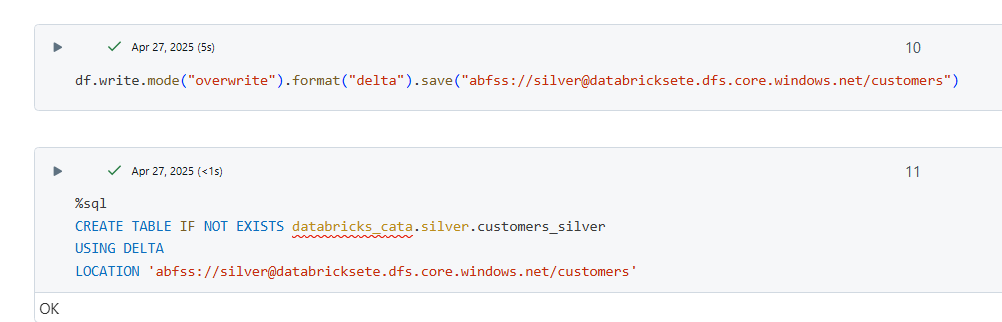 Apr 27, 2025 (5s)
10
df.write.mode("overwrite").format("delta").save("abfss://silver@databricksete.dfs.core.windows.net/customers")
Apr 27, 2025 (<1s)
11
%sql
CREATE TABLE IF NOT EXISTS databricks_cata.silver.customers_silver
USING DELTA
LOCATION 'abfss://silver@databricksete.dfs.core.windows.net/customers'
OK